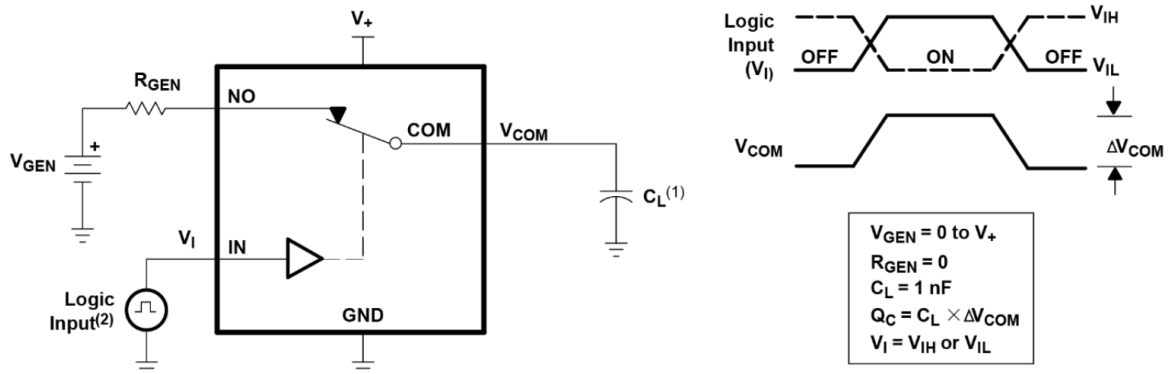 V+
RGEN
NO
COM
VCOM
VGEN
+
CL(1)
VI
IN
Logic
Input(2)
GND
Logic
Input
(VI)
VIH
OFF
ON
OFF
VIL
VCOM
ΔVCOM
VGEN = 0 to V+
RGEN = 0
CL = 1 nF
QC = CL × ΔVCOM
VI = VIH or VIL